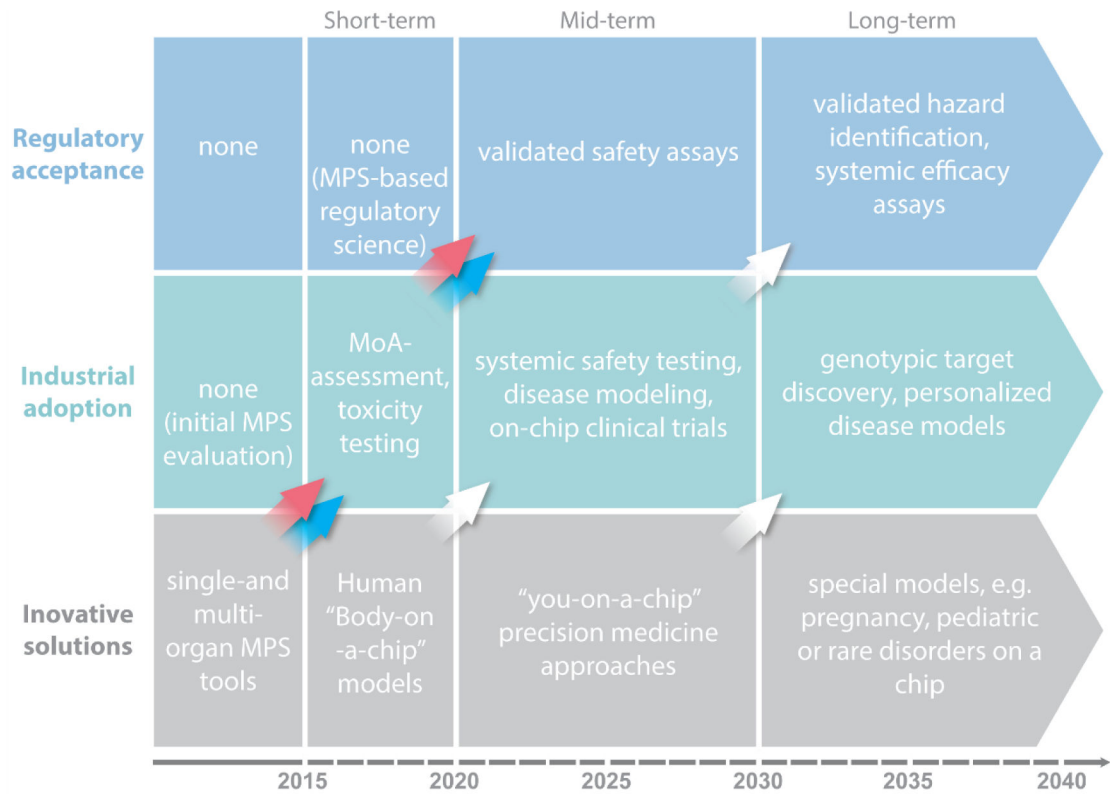 Short-term
Mid-term
Long-term
Regulatory
acceptance
none
none
(MPS-based
regulatory
science)
validated safety assays
validated hazard
identification,
systemic efficacy
assays
Industrial
adoption
none
(initial MPS
evaluation)
MoA-
assessment,
toxicity
testing
systemic safety testing,
disease modeling,
on-chip clinical trials
genotypic target
discovery, personalized
disease models
Inovative
solutions
single-and
multi-
organ MPS
tools
Human
“Body-on
-a-chip”
models
“you-on-a-chip”
precision medicine
approaches
special models, e.g.
pregnancy, pediatric
or rare disorders on a
chip
2015
2020
2025
2030
2035
2040